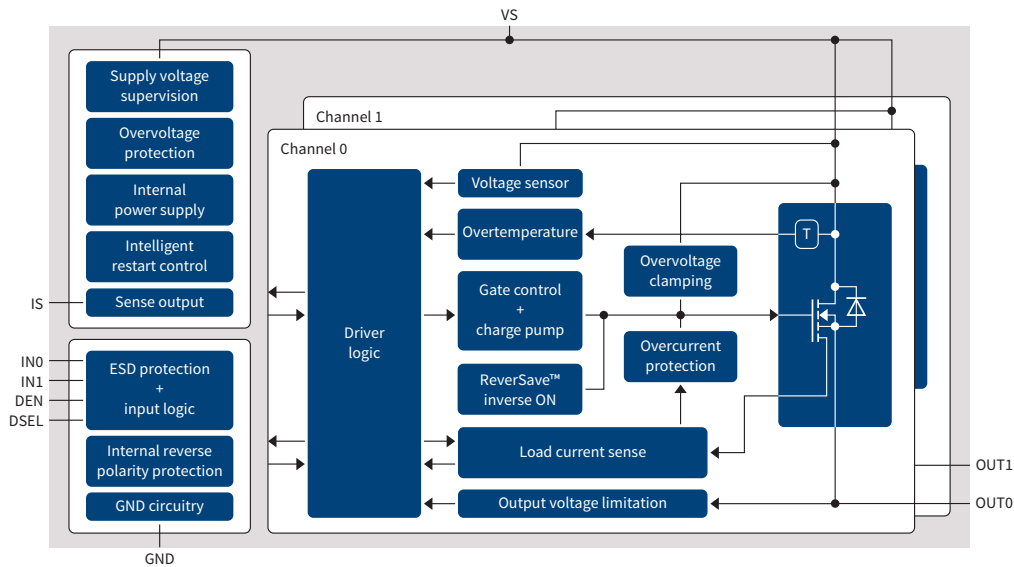 VS
Supply voltage
supervision
Overvoltage
protection
Internal
power supply
Intelligent
restart control
Sense output
IS
IN0
IN1
DEN
DSEL
ESD protection
+
input logic
Internal reverse
polarity protection
GND circuitry
GND
Channel 1
Channel 0
Driver
logic
Voltage sensor
Overtemperature
Gate control
+
charge pump
ReverSave™
inverse ON
Overvoltage
clamping
Overcurrent
protection
Load current sense
Output voltage limitation
T
OUT1
OUT0